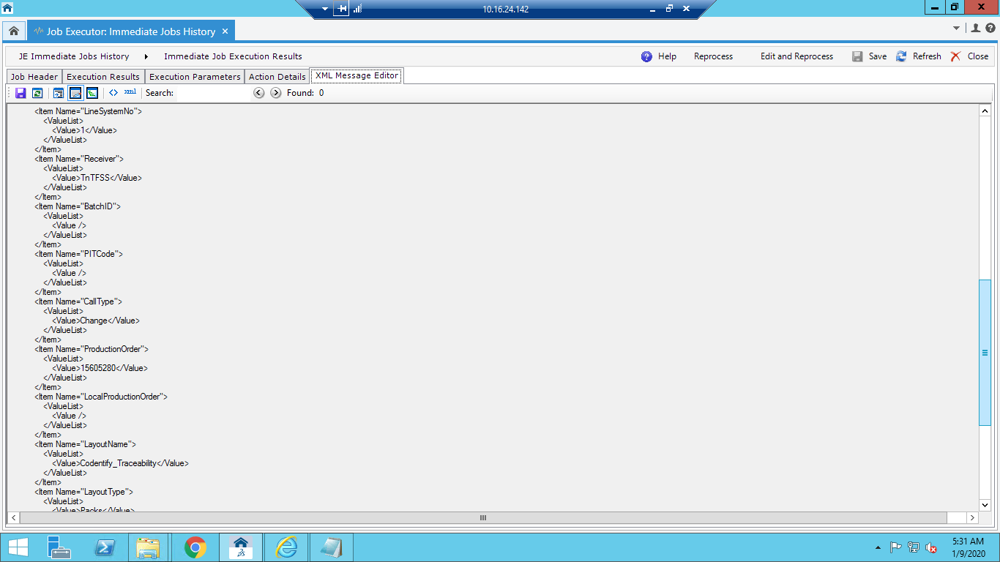 10.16.24.142
Job Executor: Immediate Jobs History
JE Immediate Jobs History Immediate Job Execution Results Help Reprocess Edit and Reprocess Save Refresh Close
Job Header Execution Results Execution Parameters Action Details XML Message Editor
xml Search: Found: 0
<Item Name="LineSystemNo">
<ValueList>
<Value>1</Value>
</ValueList>
</Item>
<Item Name="Receiver">
<ValueList>
<Value>TnTFSS</Value>
</ValueList>
</Item>
<Item Name="BatchID">
<ValueList>
<Value />
</ValueList>
</Item>
<Item Name="PITCode">
<ValueList>
<Value />
</ValueList>
</Item>
<Item Name="CallType">
<ValueList>
<Value>Change</Value>
</ValueList>
</Item>
<Item Name="ProductionOrder">
<ValueList>
<Value>15605280</Value>
</ValueList>
</Item>
<Item Name="LocalProductionOrder">
<ValueList>
<Value />
</ValueList>
</Item>
<Item Name="LayoutName">
<ValueList>
<Value>Codentify_Traceability</Value>
</ValueList>
</Item>
<Item Name="LayoutType">
<ValueList>
<Value>Packs</Value>
5:31 AM
1/9/2020